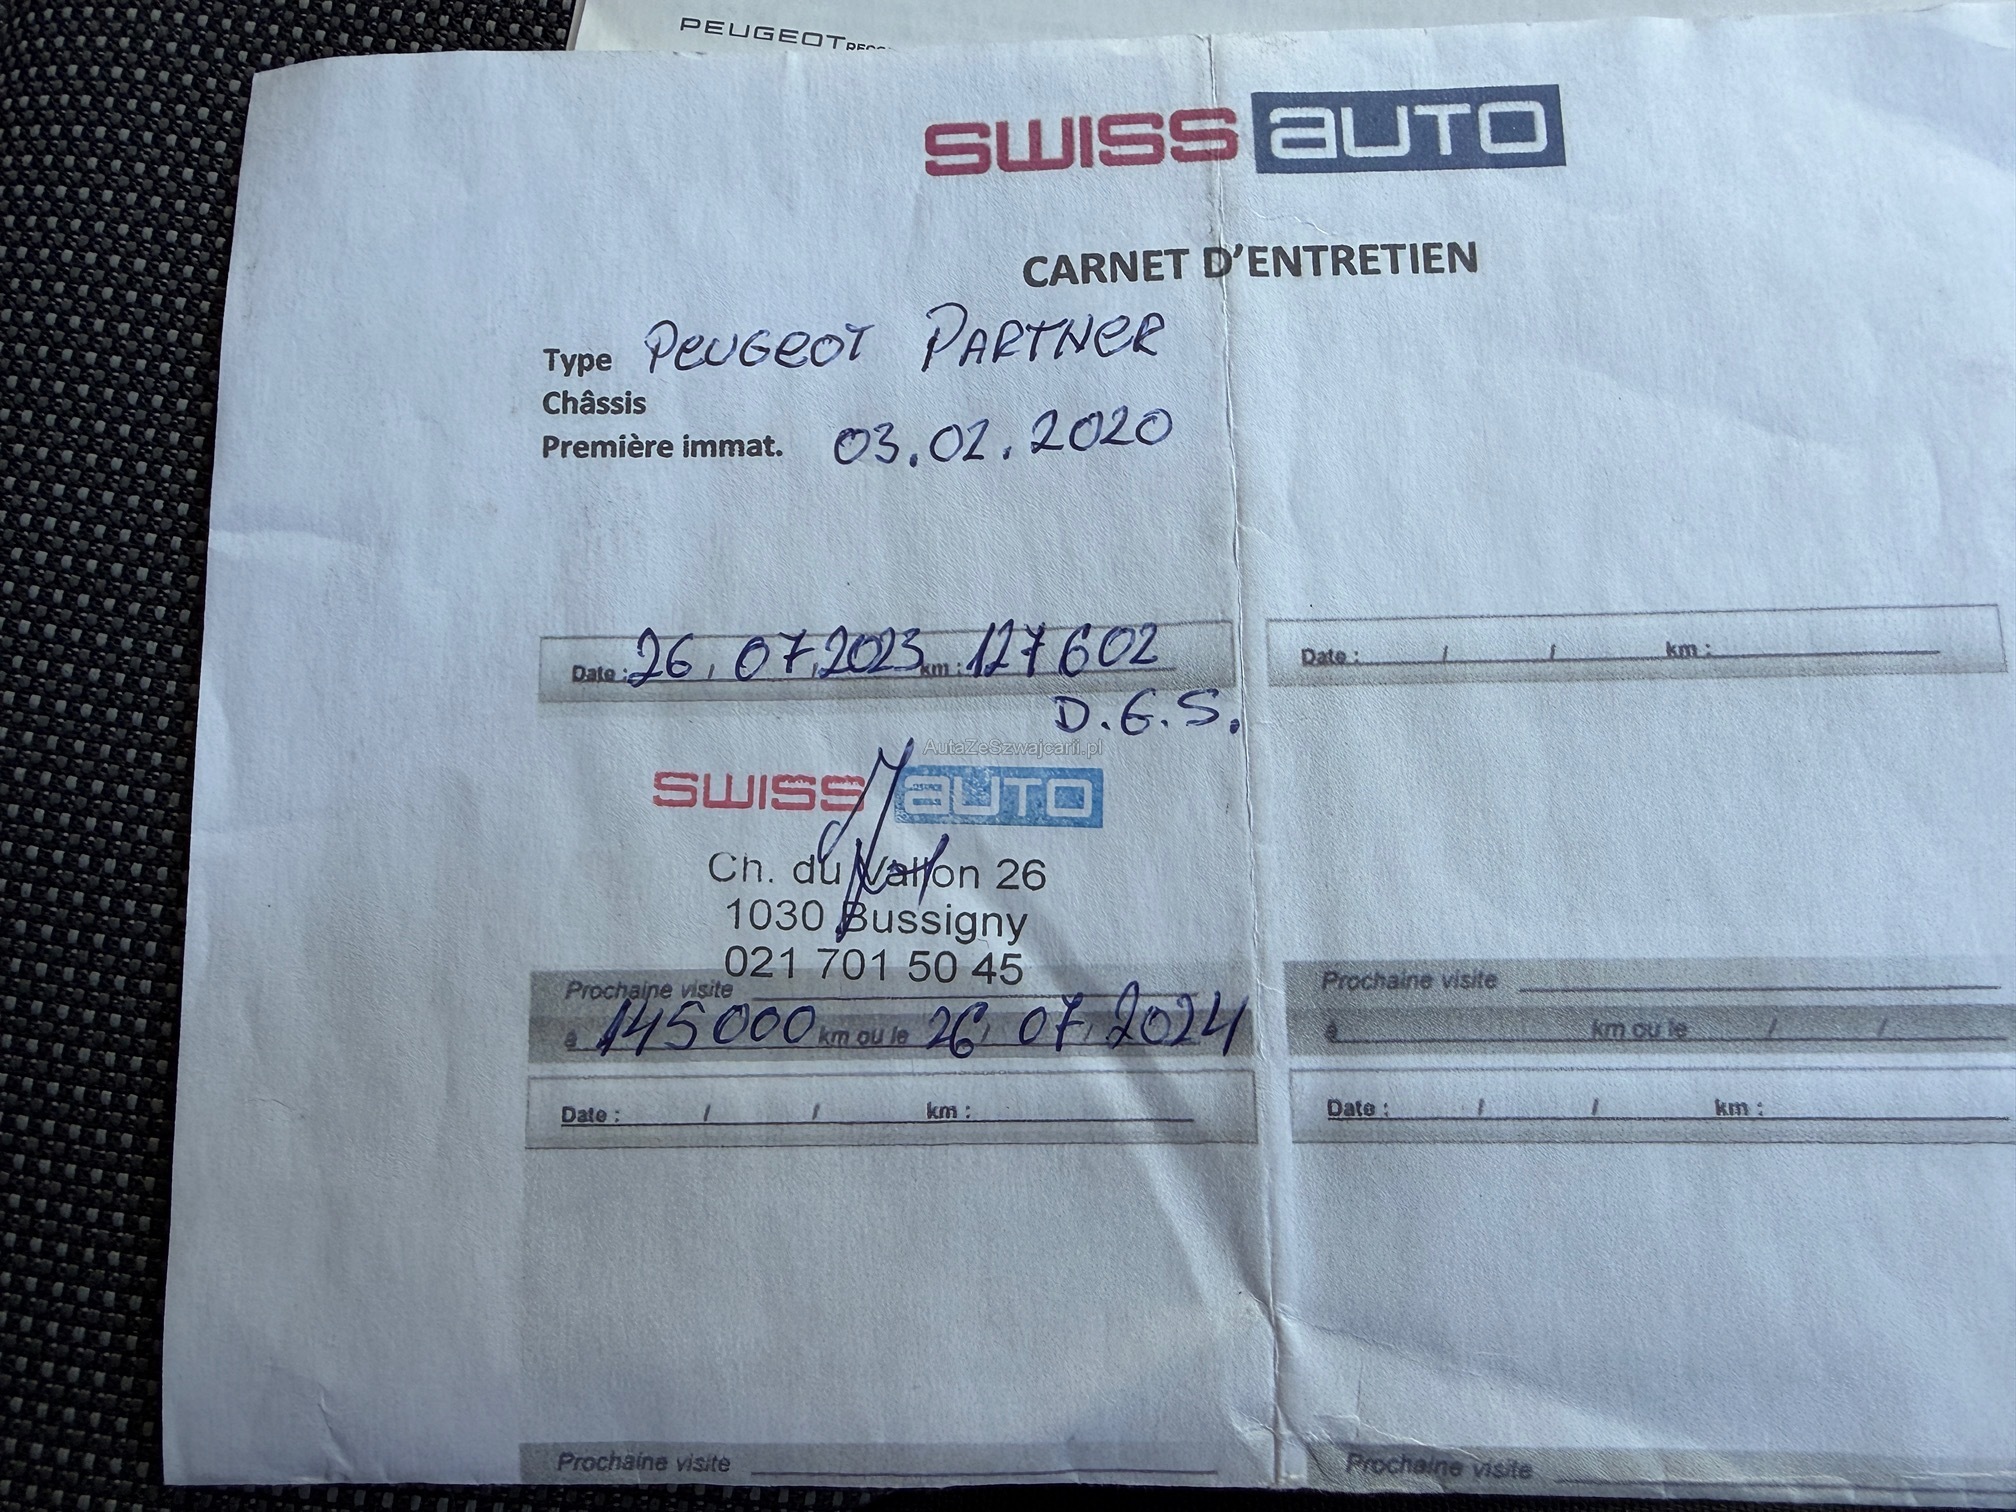 PEUGEOT
SWISS AUTO
CARNET D'ENTRETIEN
Type PEUGEOT PARTNER
Châssis
Première immat. 03.02.2020
Date : 26.07.2023 km : 127602
D.G.S.
AutaZeSzwajcarii.pl
SWISS AUTO
Ch. du Vallon 26
1030 Bussigny
021 701 50 45
Prochaine visite
à 145000 km ou le 26/07/2024
Date : / / km :
Prochaine visite
Date : / / km :
Prochaine visite
à km ou le / /
Date : / / km :
Prochaine visite